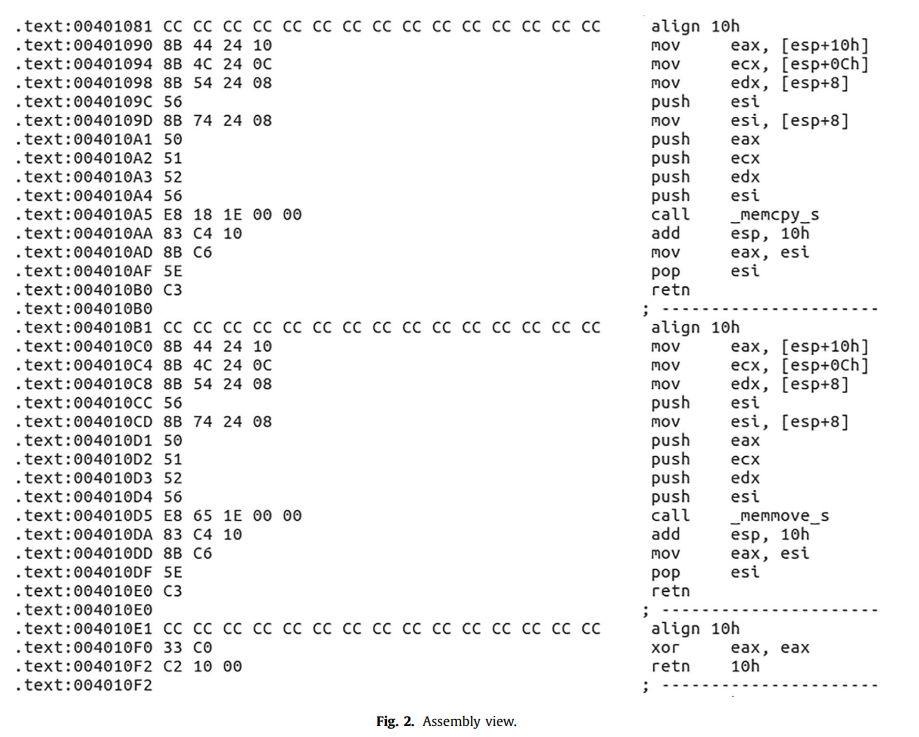 .text:00401081 CC CC CC CC CC CC CC CC CC CC CC CC CC CC CC align 10h
.text:00401090 8B 44 24 10 mov eax, [esp+10h]
.text:00401094 8B 4C 24 0C mov ecx, [esp+0Ch]
.text:00401098 8B 54 24 08 mov edx, [esp+8]
.text:0040109C 56 push esi
.text:0040109D 8B 74 24 08 mov esi, [esp+8]
.text:004010A1 50 push eax
.text:004010A2 51 push ecx
.text:004010A3 52 push edx
.text:004010A4 56 push esi
.text:004010A5 E8 18 1E 00 00 call _memcpy_s
.text:004010AA 83 C4 10 add esp, 10h
.text:004010AD 8B C6 mov eax, esi
.text:004010AF 5E pop esi
.text:004010B0 C3 retn
.text:004010B0 ; ----------------------
.text:004010B1 CC CC CC CC CC CC CC CC CC CC CC CC CC CC CC align 10h
.text:004010C0 8B 44 24 10 mov eax, [esp+10h]
.text:004010C4 8B 4C 24 0C mov ecx, [esp+0Ch]
.text:004010C8 8B 54 24 08 mov edx, [esp+8]
.text:004010CC 56 push esi
.text:004010CD 8B 74 24 08 mov esi, [esp+8]
.text:004010D1 50 push eax
.text:004010D2 51 push ecx
.text:004010D3 52 push edx
.text:004010D4 56 push esi
.text:004010D5 E8 65 1E 00 00 call _memmove_s
.text:004010DA 83 C4 10 add esp, 10h
.text:004010DD 8B C6 mov eax, esi
.text:004010DF 5E pop esi
.text:004010E0 C3 retn
.text:004010E0 ; ----------------------
.text:004010E1 CC CC CC CC CC CC CC CC CC CC CC CC CC CC CC align 10h
.text:004010F0 33 C0 xor eax, eax
.text:004010F2 C2 10 00 retn 10h
.text:004010F2 ; ----------------------
Fig. 2. Assembly view.